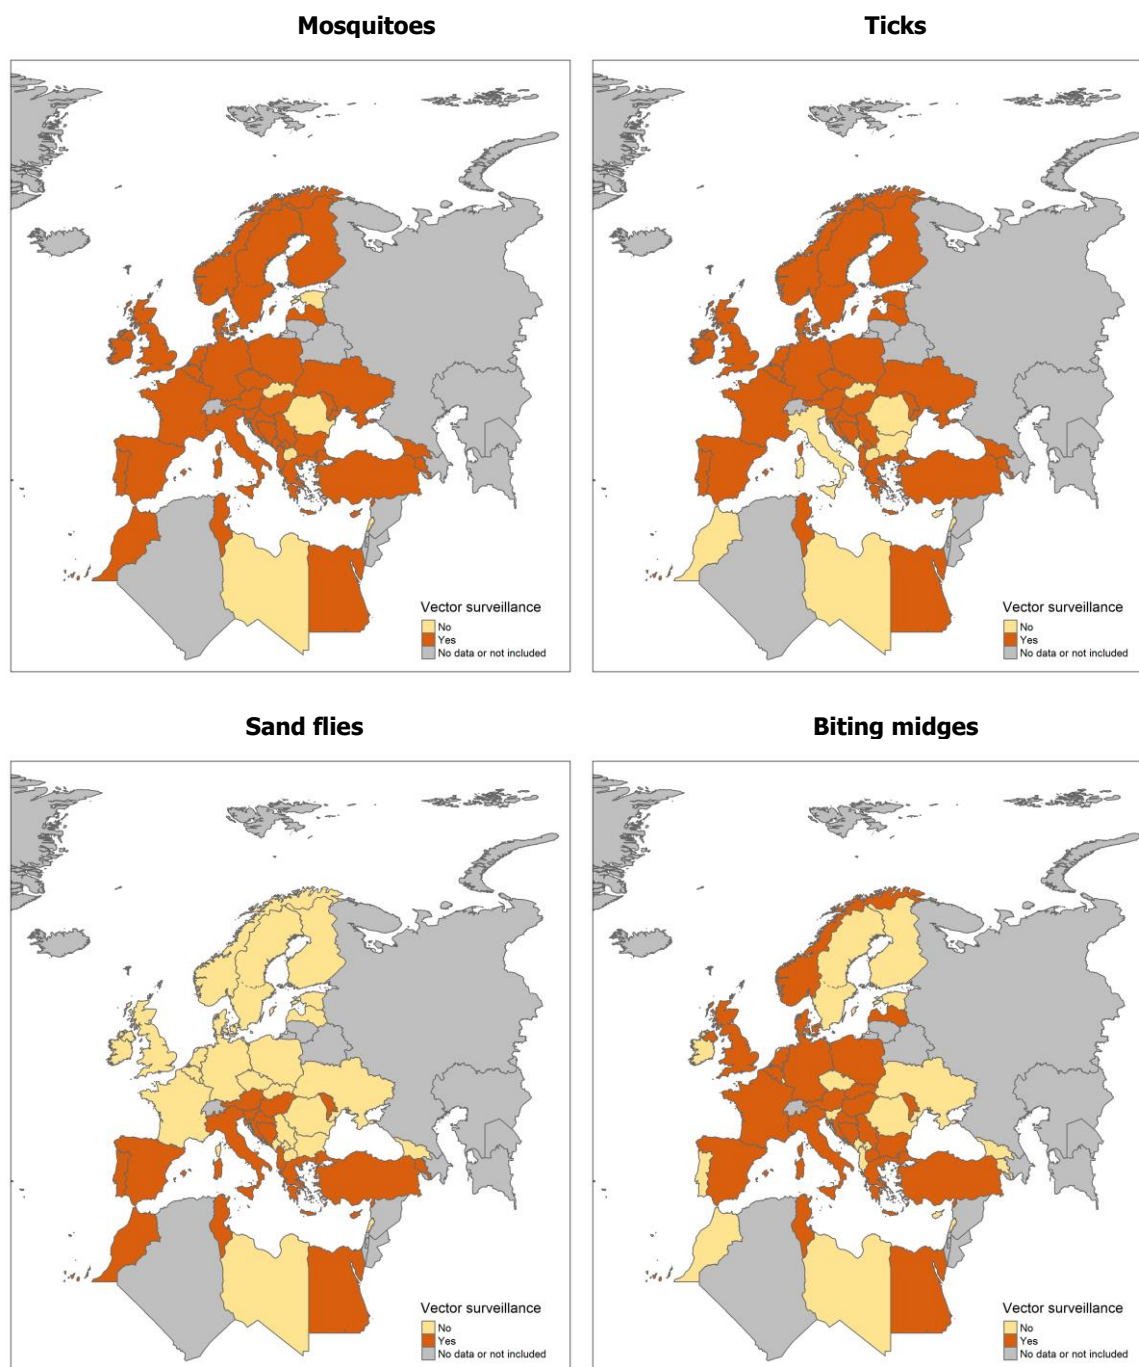 Mosquitoes
Ticks
Vector surveillance
No
Yes
No data or not included
Vector surveillance
No
Yes
No data or not included
Sand flies
Biting midges
Vector surveillance
No
Yes
No data or not included
Vector surveillance
No
Yes
No data or not included